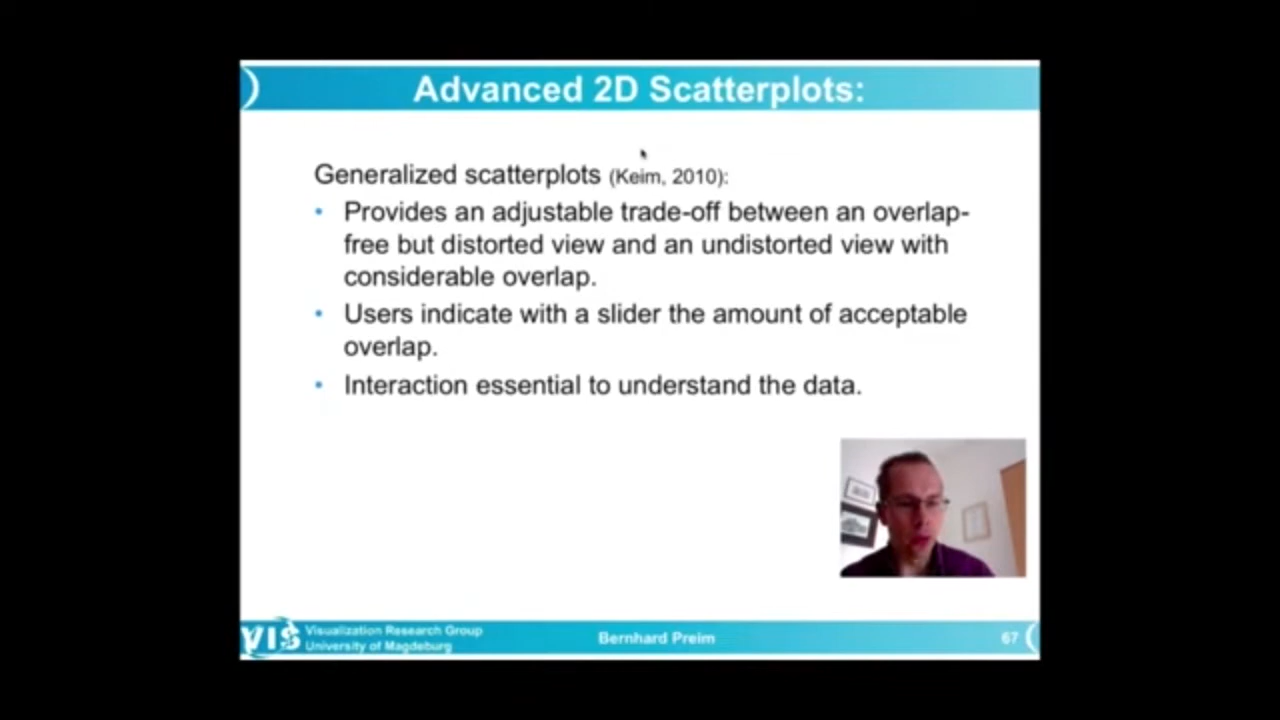 Advanced 2D Scatterplots:
Generalized scatterplots (Keim, 2010):
• Provides an adjustable trade-off between an overlap-
free but distorted view and an undistorted view with
considerable overlap.
• Users indicate with a slider the amount of acceptable
overlap.
• Interaction essential to understand the data.
VIS
Visualization Research Group
University of Magdeburg
Bernhard Preim
67